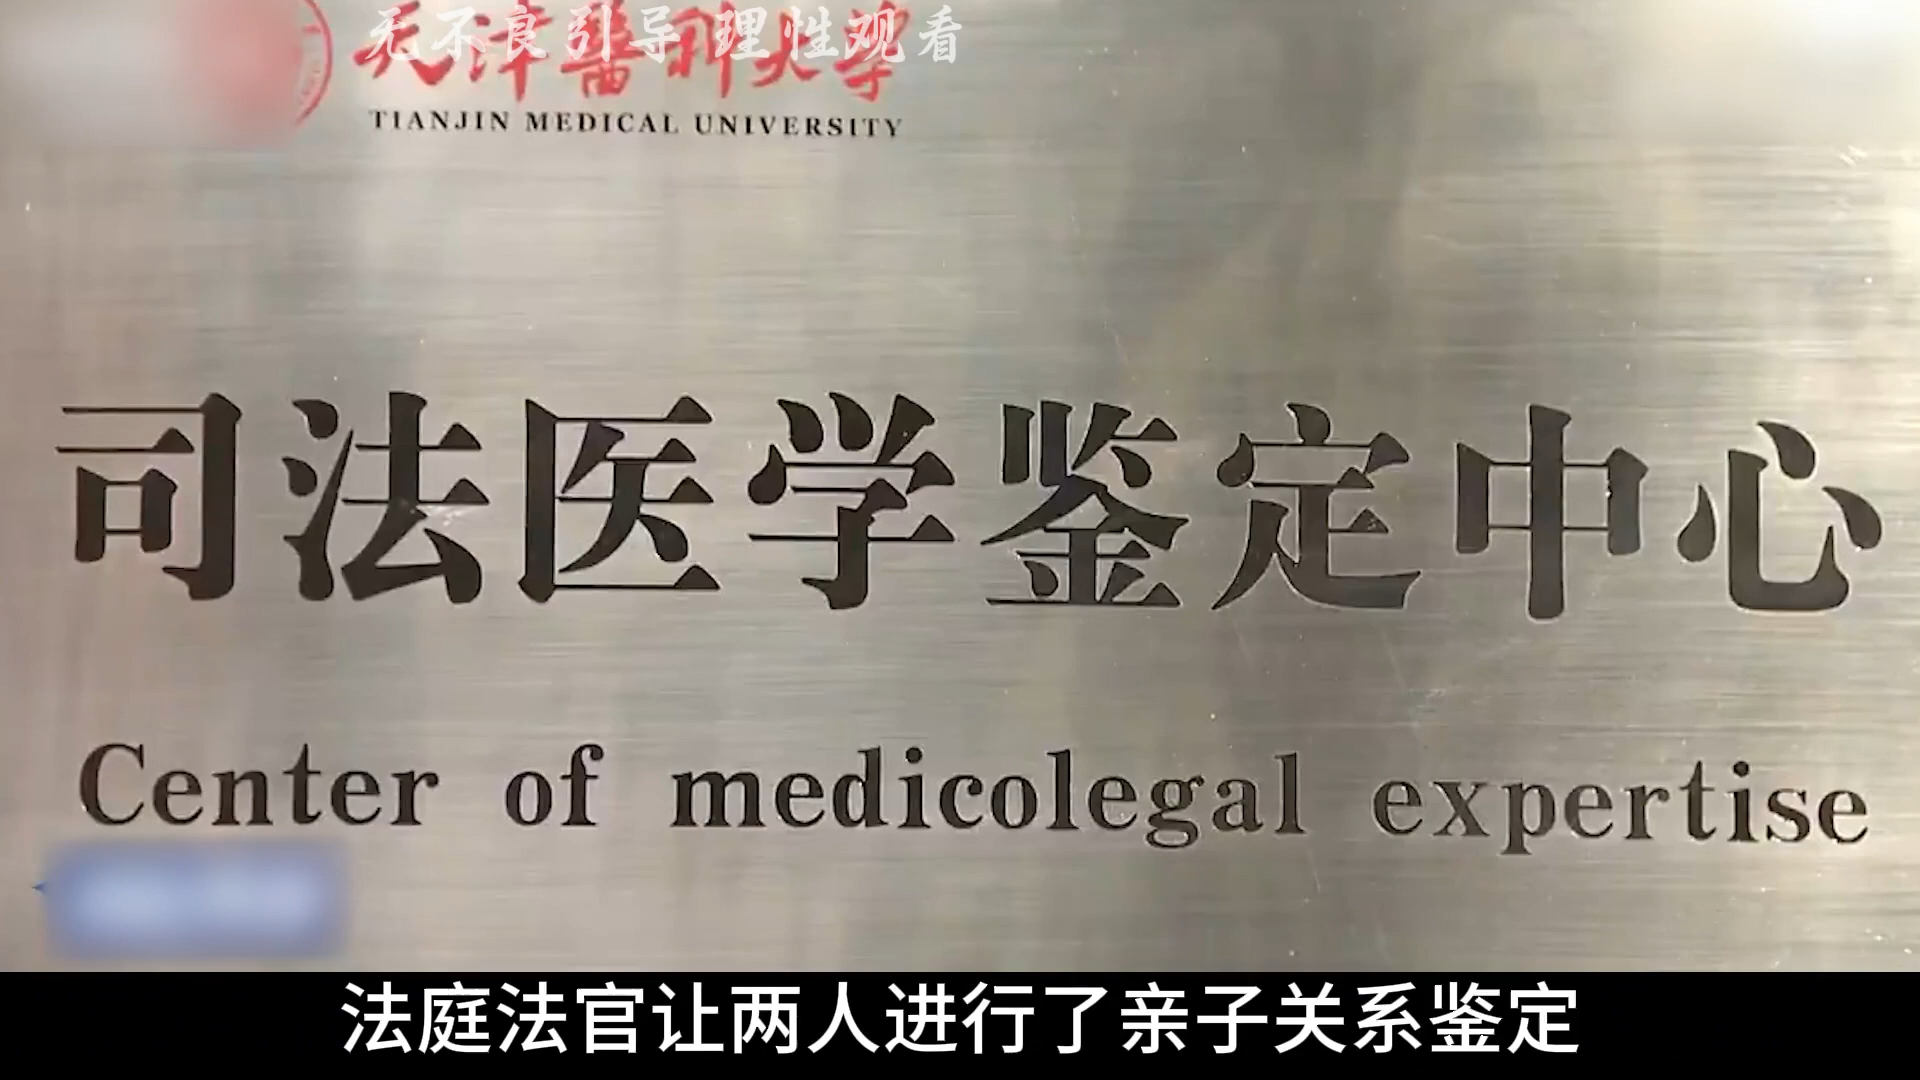 无不良引导 理性观看
天津醫科大学
TIANJIN MEDICAL UNIVERSITY
司法医学鉴定中心
Center of medicolegal expertise
法庭法官让两人进行了亲子关系鉴定